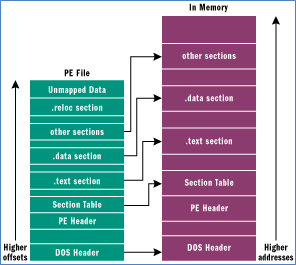 In Memory
PE File
Unmapped Data
.reloc section
other sections
.data section
.text section
Section Table
PE Header
DOS Header
other sections
.data section
.text section
Section Table
PE Header
DOS Header
Higher
offsets
Higher
addresses